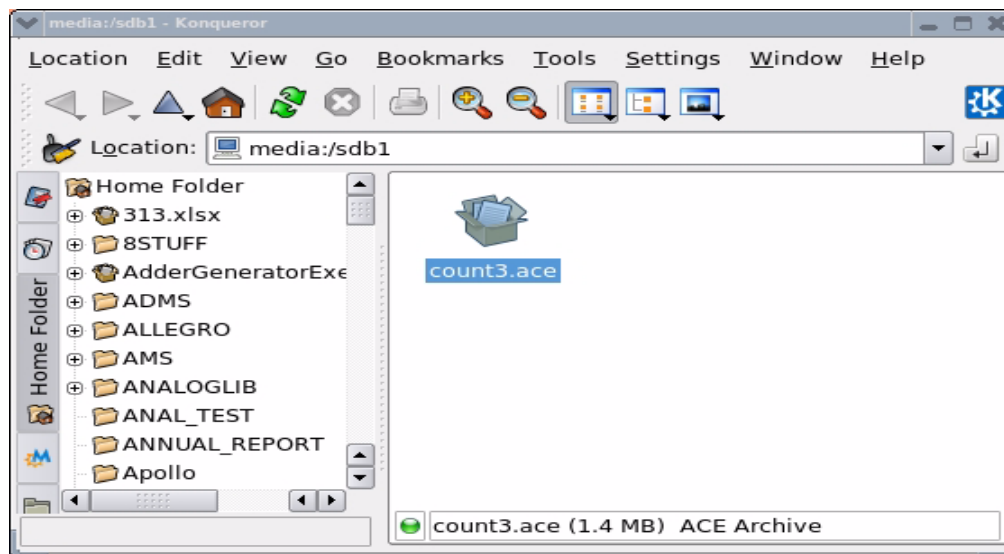 media:/sdb1 - Konqueror
Location Edit View Go Bookmarks Tools Settings Window Help
Location: media:/sdb1
Home Folder
Home Folder
313.xlsx
8STUFF
AdderGeneratorExe
ADMS
ALLEGRO
AMS
ANALOGLIB
ANAL_TEST
ANNUAL_REPORT
Apollo
count3.ace
count3.ace (1.4 MB) ACE Archive